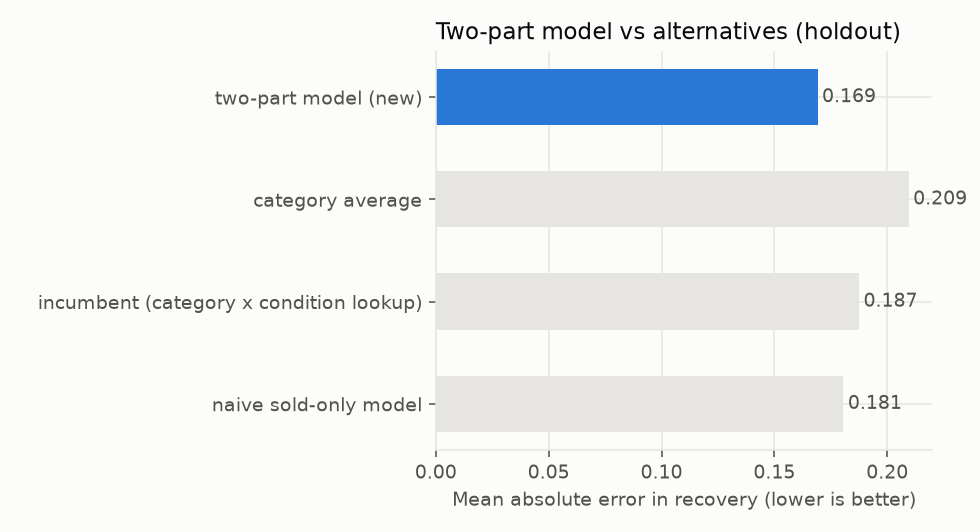 Two-part model vs alternatives (holdout)
two-part model (new)
0.169
category average
0.209
incumbent (category x condition lookup)
0.187
naive sold-only model
0.181
0.00 0.05 0.10 0.15 0.20
Mean absolute error in recovery (lower is better)